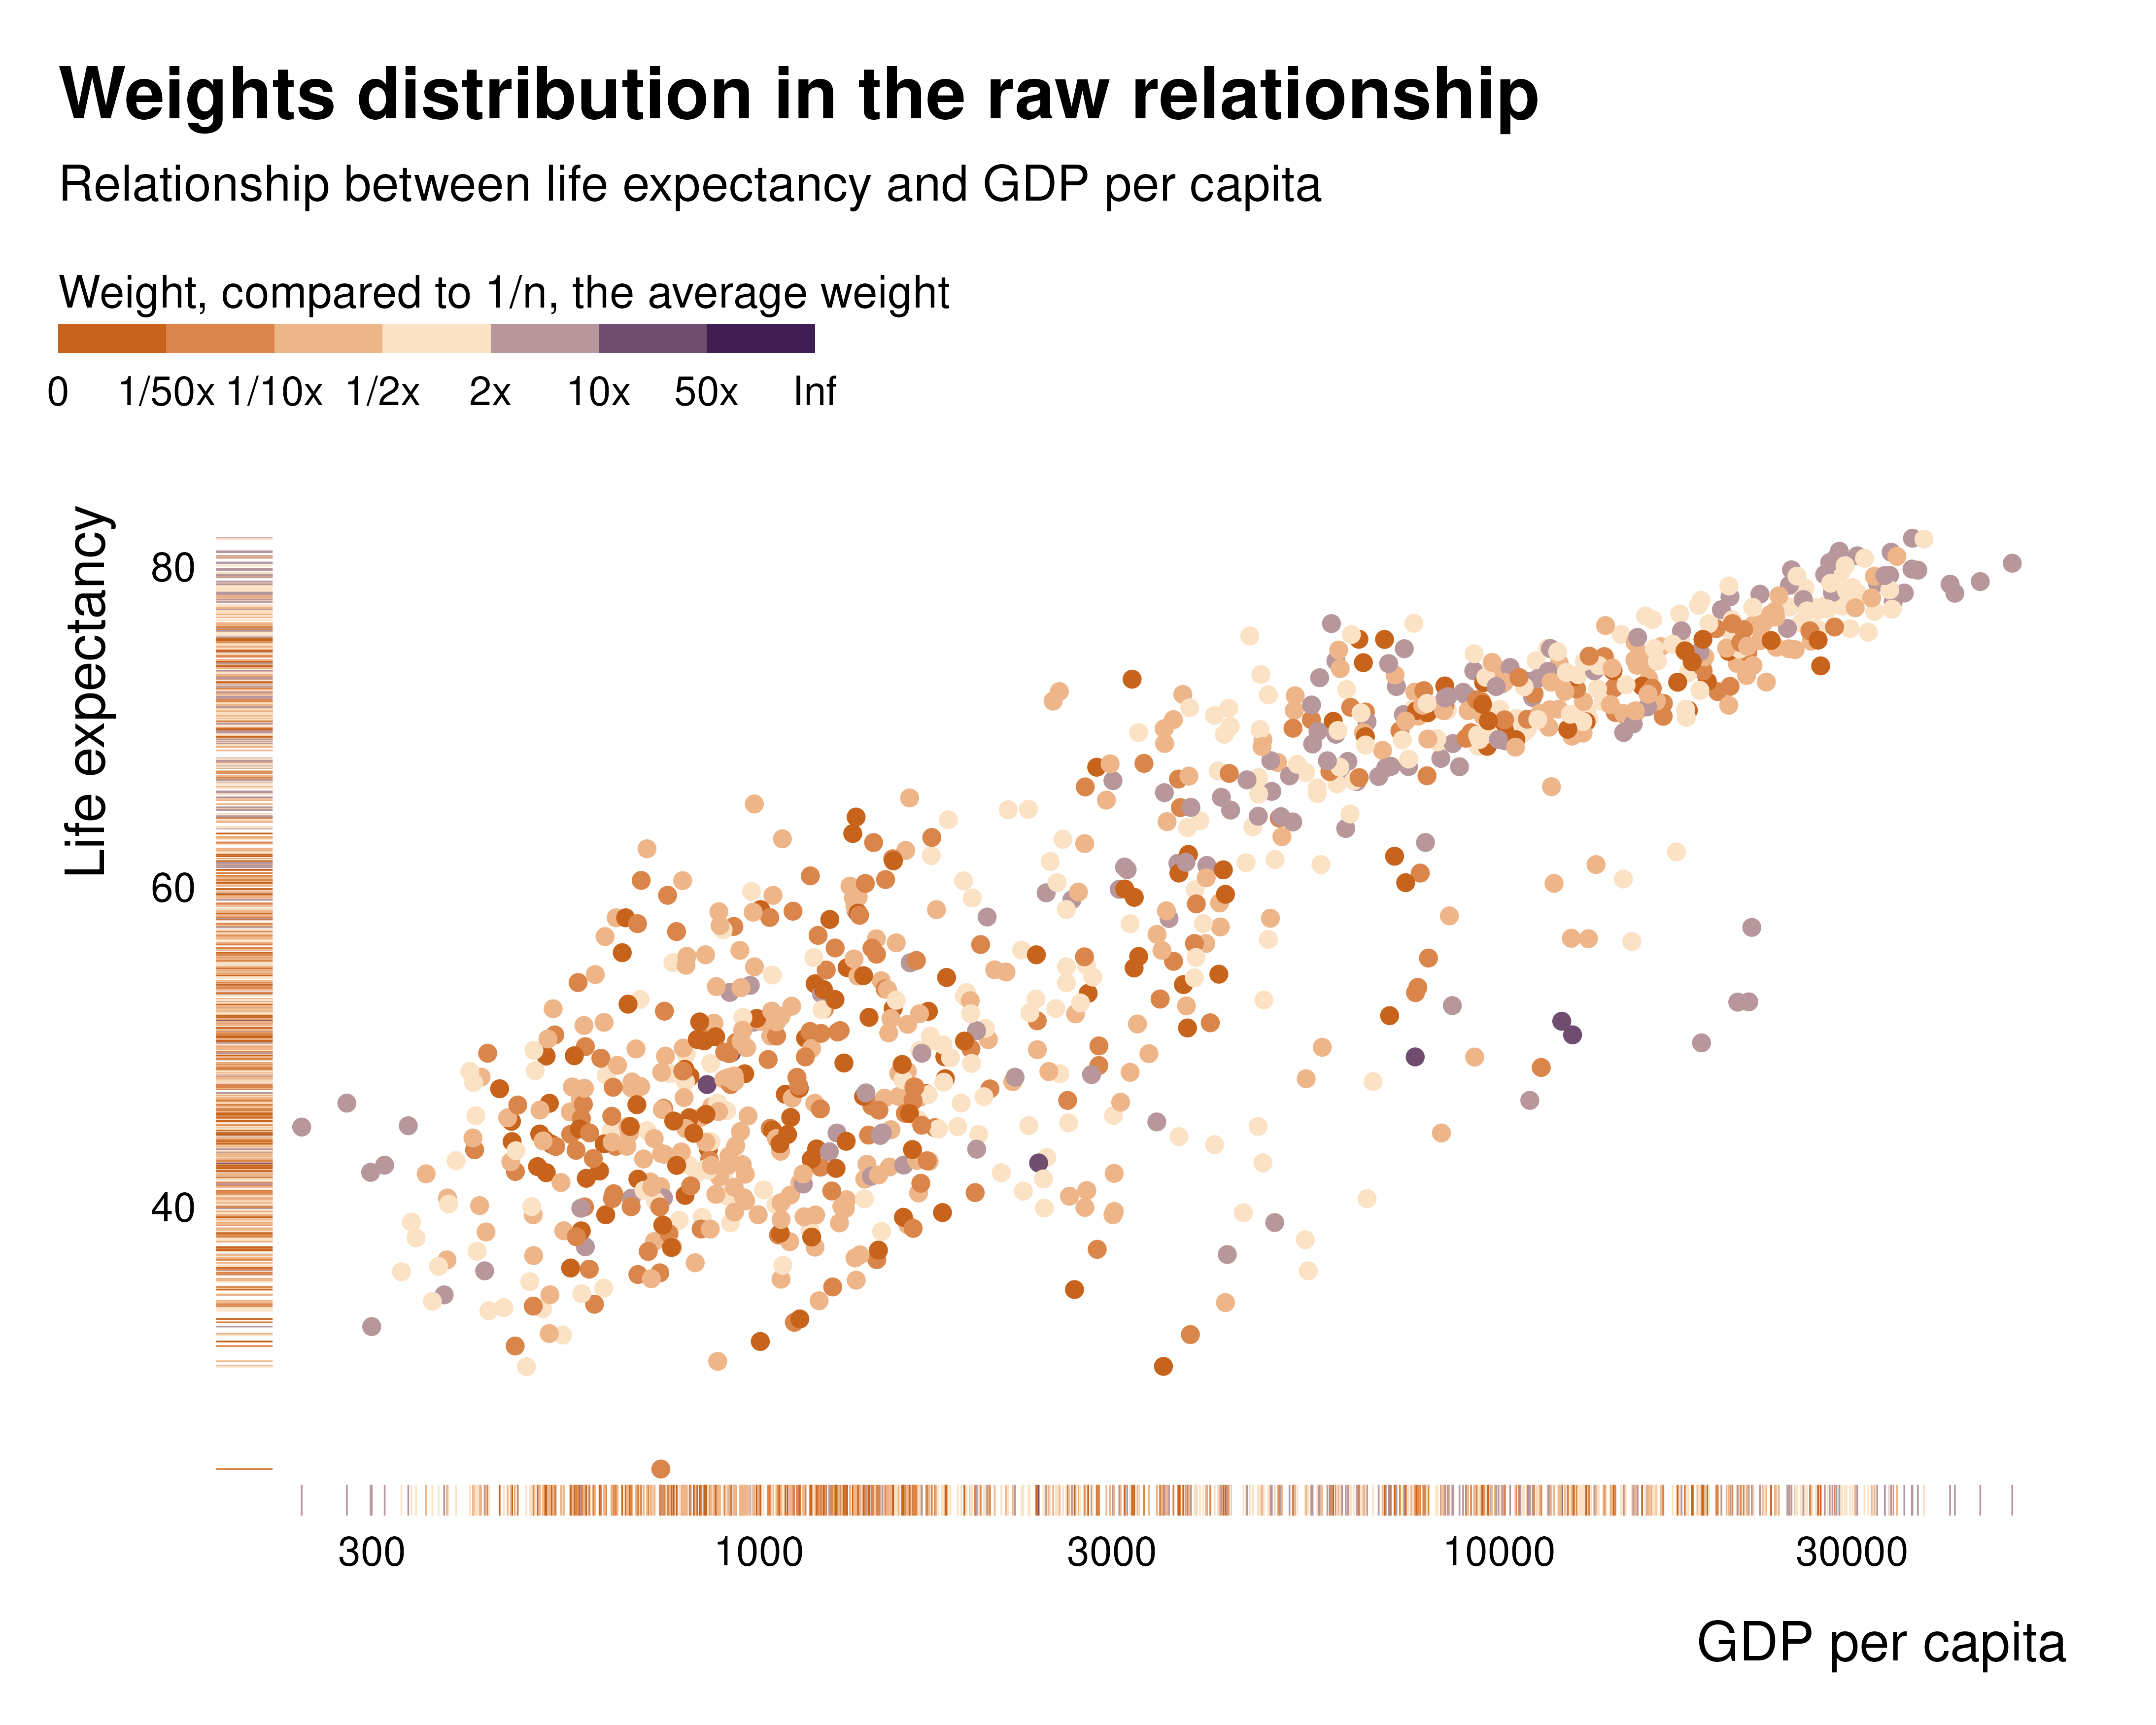 Weights distribution in the raw relationship
Relationship between life expectancy and GDP per capita
Weight, compared to 1/n, the average weight
0 1/50x 1/10x 1/2x 2x 10x 50x Inf
Life expectancy
80
60
40
300 1000 3000 10000 30000
GDP per capita